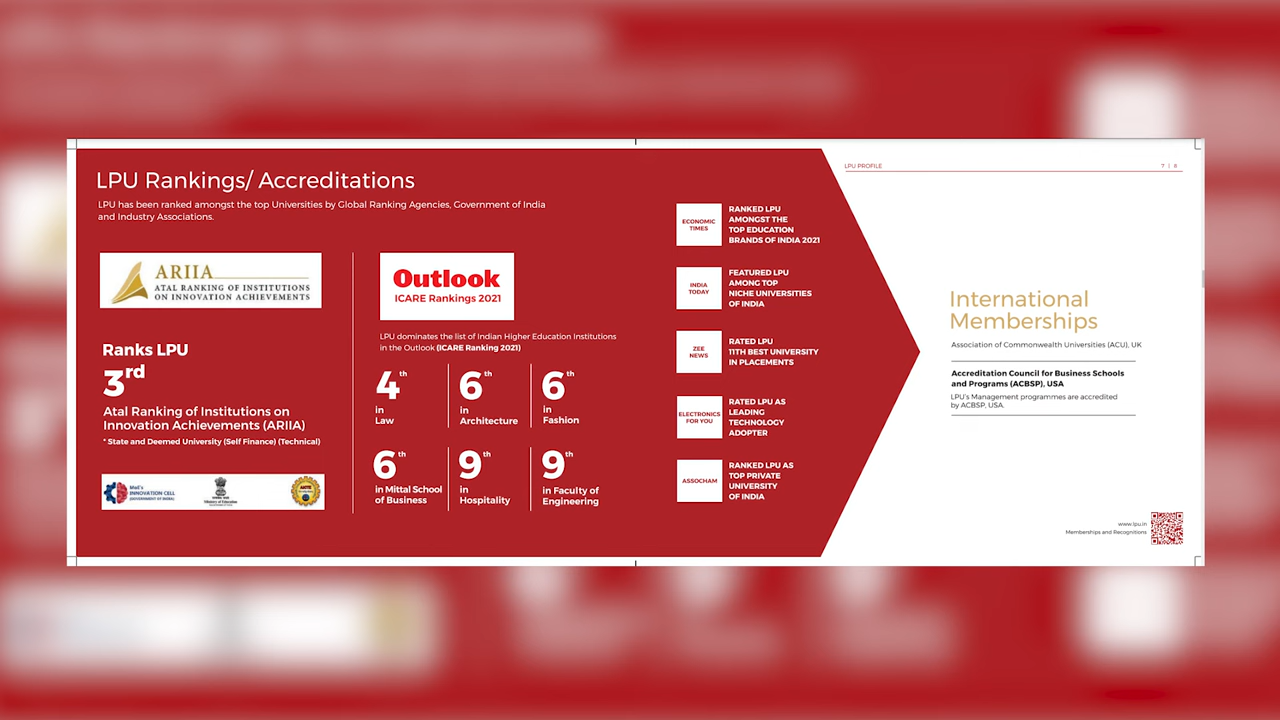 LPU Rankings/ Accreditations
LPU has been ranked amongst the top Universities by Global Ranking Agencies, Government of India
and Industry Associations.
ARIIA
ATAL RANKING OF INSTITUTIONS
ON INNOVATION ACHIEVEMENTS
Ranks LPU
3rd
Atal Ranking of Institutions on
Innovation Achievements (ARIIA)
* State and Deemed University (Self Finance) (Technical)
MoE's
INNOVATION CELL
(GOVERNMENT OF INDIA)
Ministry of Education
Outlook
ICARE Rankings 2021
LPU dominates the list of Indian Higher Education Institutions
in the Outlook (ICARE Ranking 2021)
4th
in
Law
6th
in
Architecture
6th
in
Fashion
6th
in Mittal School
of Business
9th
in
Hospitality
9th
in Faculty of
Engineering
ECONOMIC
TIMES
RANKED LPU
AMONGST THE
TOP EDUCATION
BRANDS OF INDIA 2021
INDIA
TODAY
FEATURED LPU
AMONG TOP
NICHE UNIVERSITIES
OF INDIA
ZEE
NEWS
RATED LPU
11TH BEST UNIVERSITY
IN PLACEMENTS
ELECTRONICS
FOR YOU
RATED LPU AS
LEADING
TECHNOLOGY
ADOPTER
ASSOCHAM
RANKED LPU AS
TOP PRIVATE
UNIVERSITY
OF INDIA
LPU PROFILE
7 | 8
International
Memberships
Association of Commonwealth Universities (ACU), UK
Accreditation Council for Business Schools
and Programs (ACBSP), USA
LPU's Management programmes are accredited
by ACBSP, USA.
www.lpu.in
Memberships and Recognitions